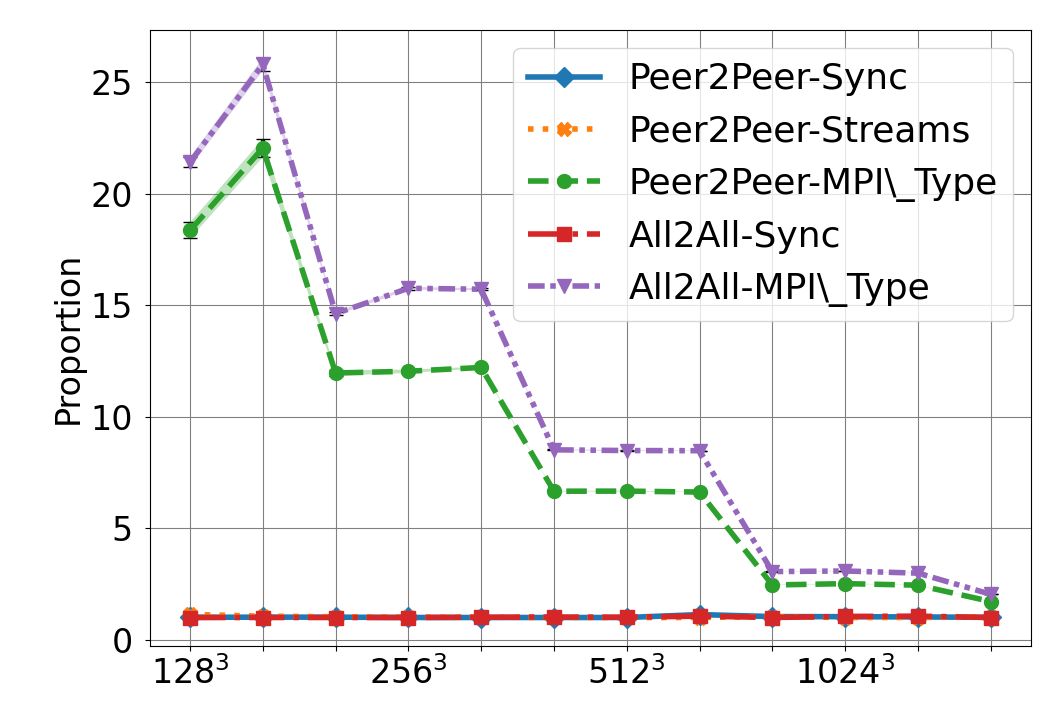 Proportion
25
20
15
10
5
0
128³
256³
512³
1024³
Peer2Peer-Sync
Peer2Peer-Streams
Peer2Peer-MPI\_Type
All2All-Sync
All2All-MPI\_Type